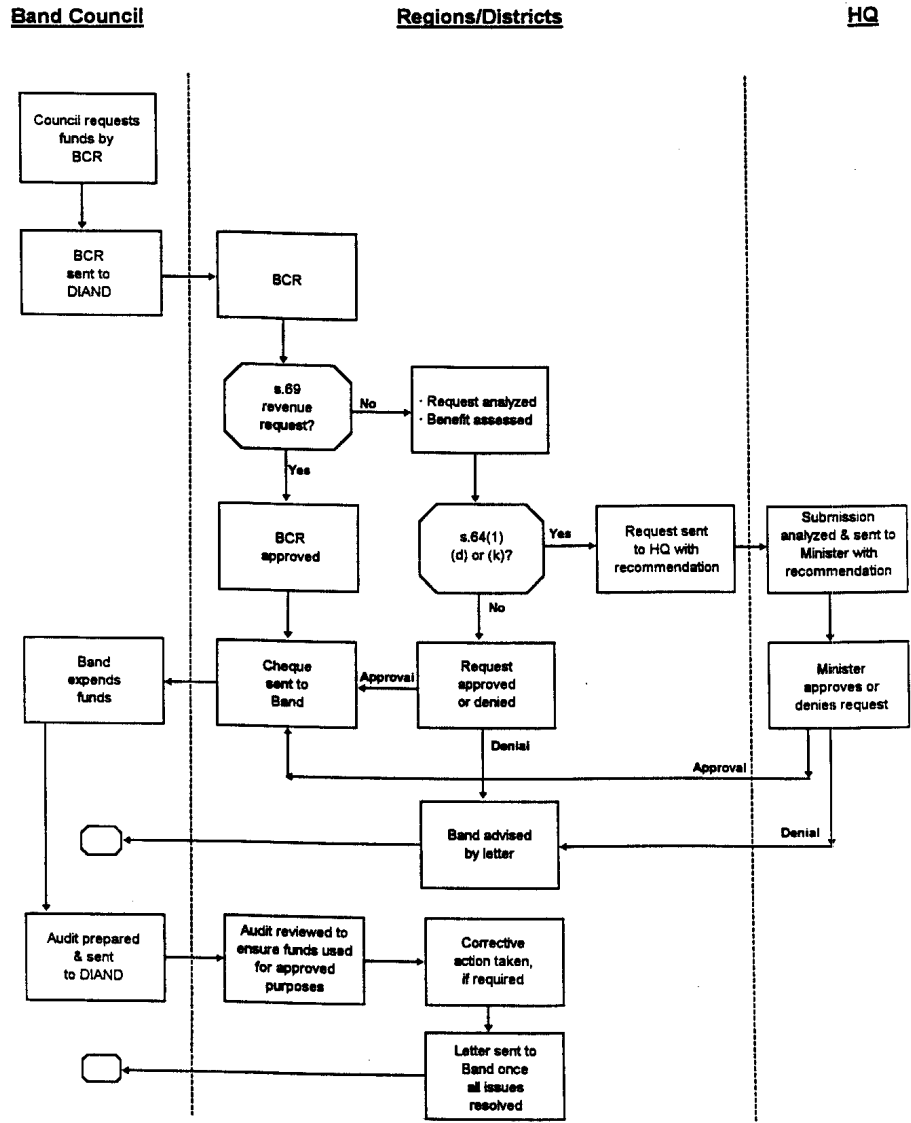 Band Council
Regions/Districts
HQ
Council requests
funds by
BCR
BCR
sent to
DIAND
BCR
s.69
revenue
request?
No
· Request analyzed
· Benefit assessed
Yes
BCR
approved
s.64(1)
(d) or (k)?
Yes
Request sent
to HQ with
recommendation
Submission
analyzed & sent to
Minister with
recommendation
No
Band
expends
funds
Cheque
sent to
Band
Approval
Request
approved
or denied
Minister
approves or
denies request
Denial
Approval
Band advised
by letter
Denial
Audit prepared
& sent
to DIAND
Audit reviewed to
ensure funds used
for approved
purposes
Corrective
action taken,
if required
Letter sent to
Band once
all issues
resolved